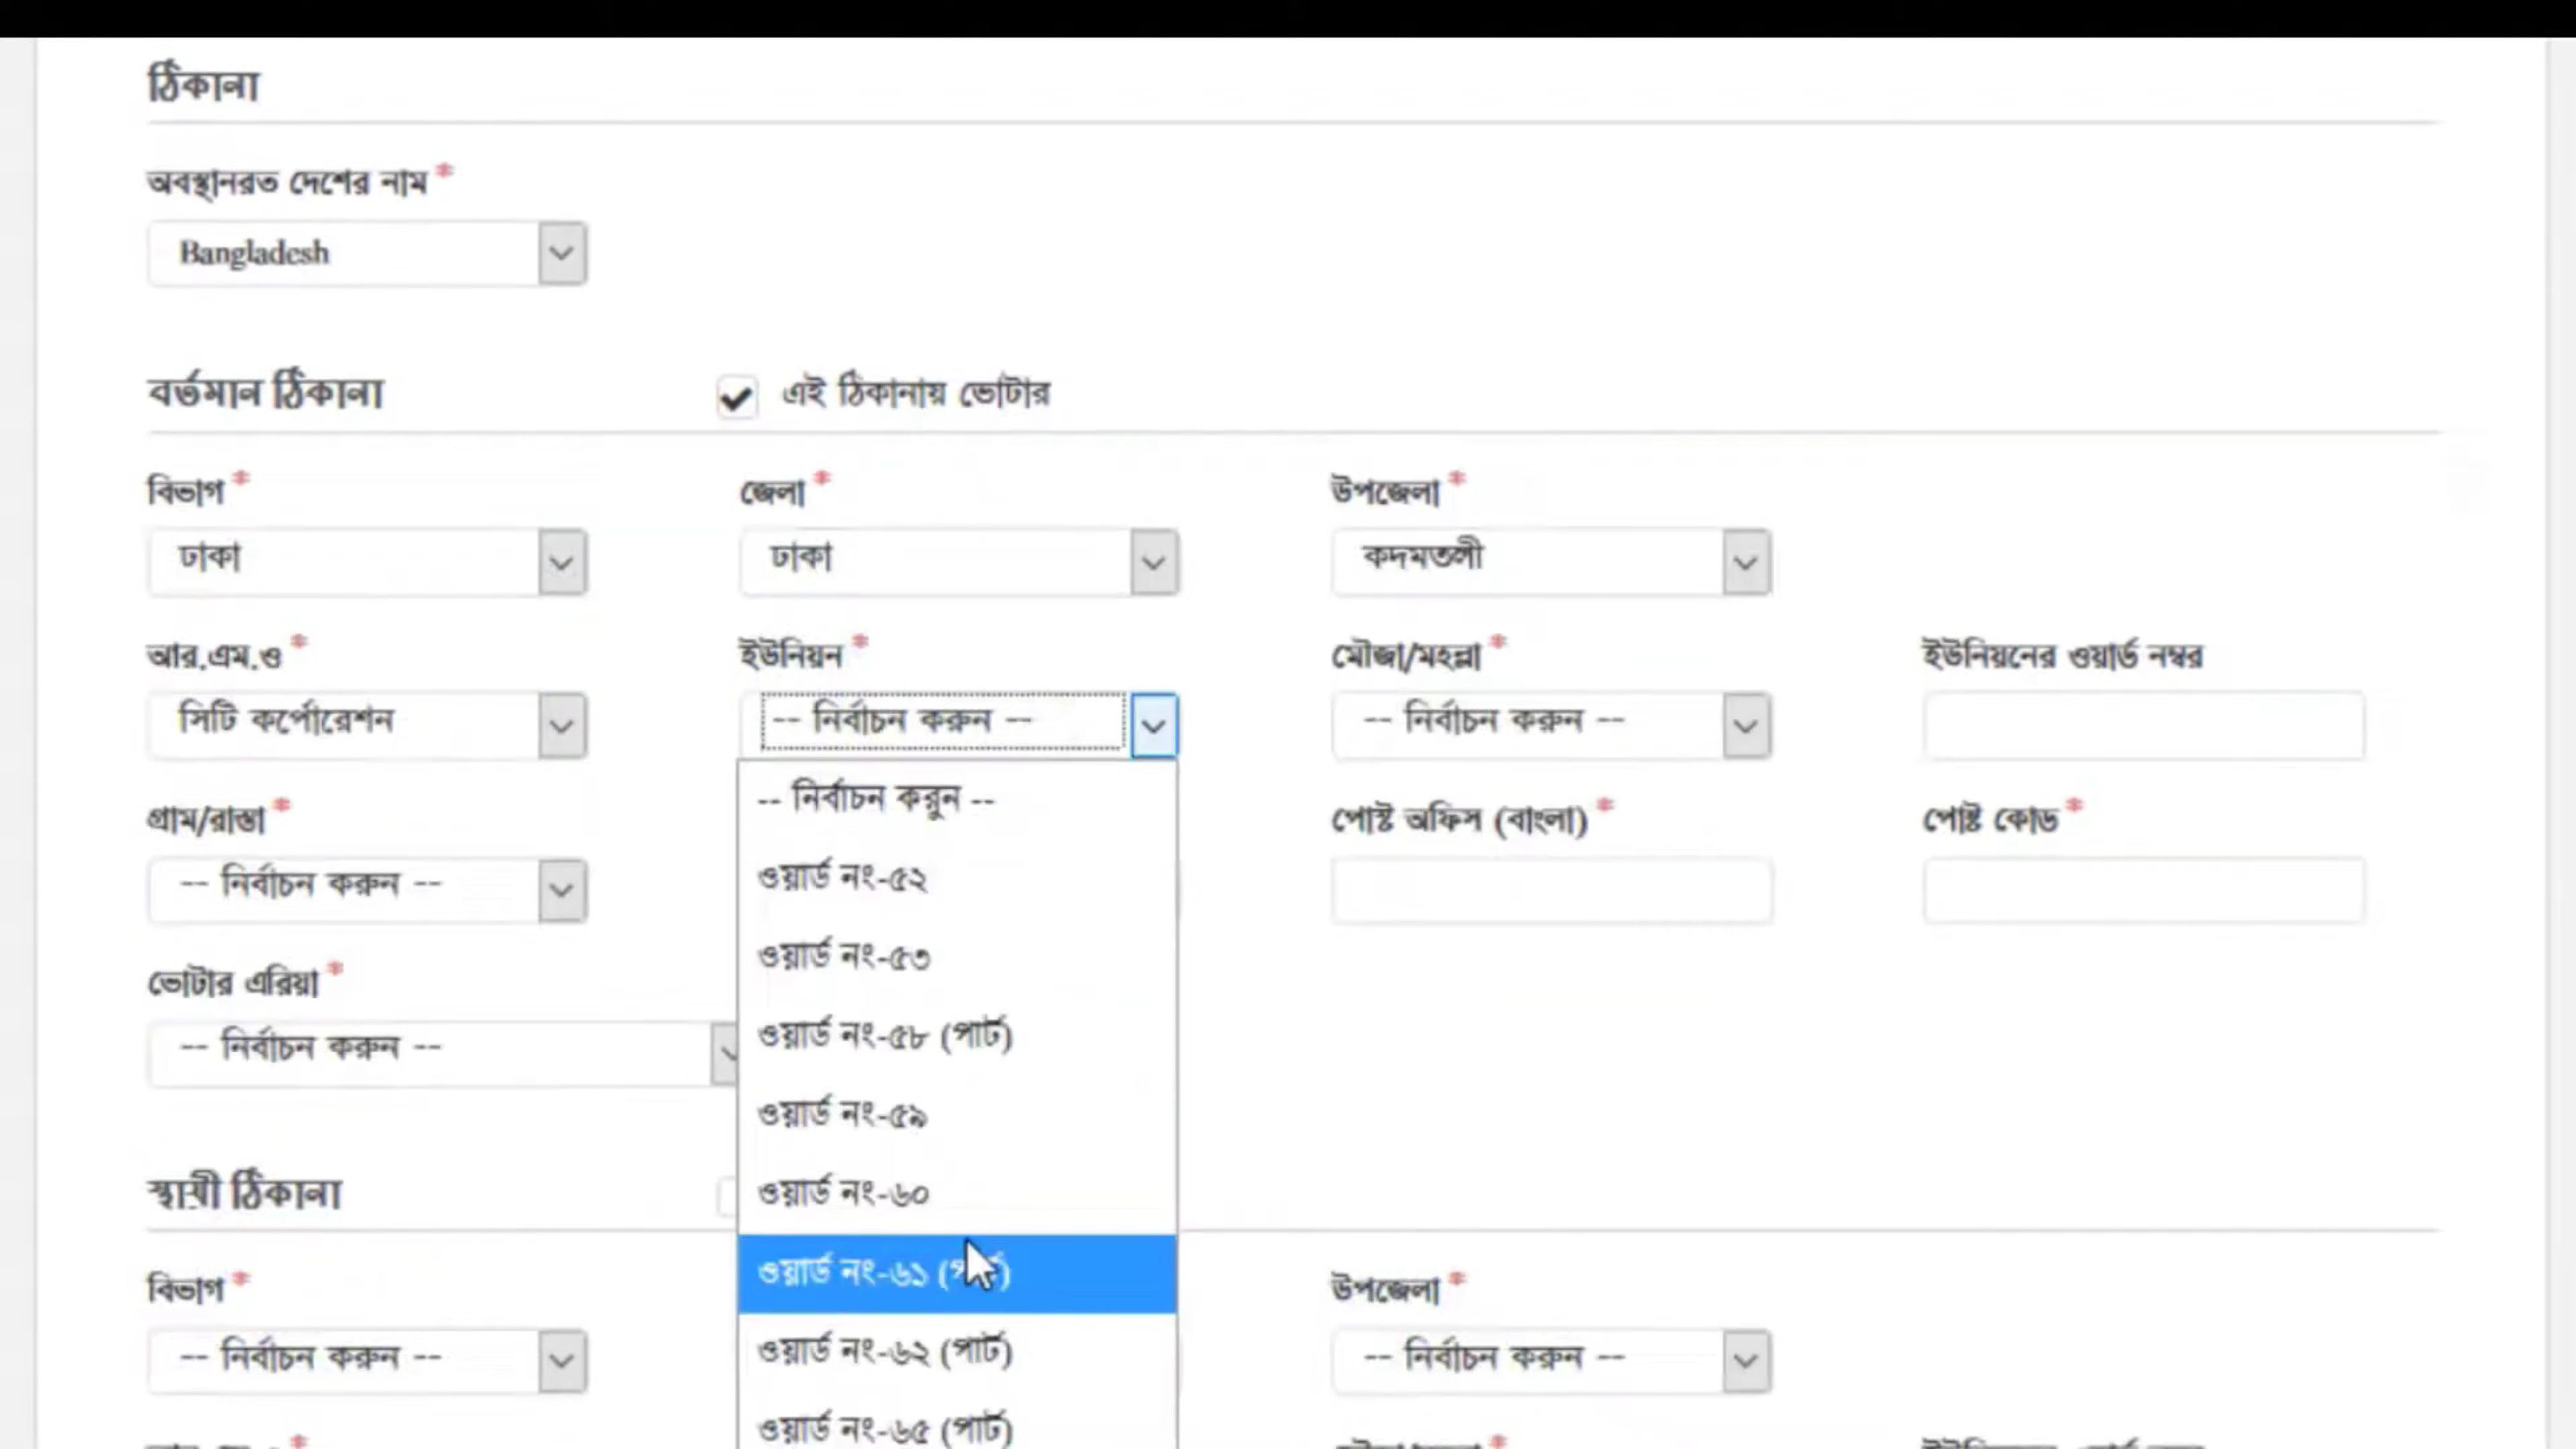 ঠিকানা
অবস্থানরত দেশের নাম *
Bangladesh
বর্তমান ঠিকানা এই ঠিকানায় ভোটার
বিভাগ * জেলা * উপজেলা *
ঢাকা ঢাকা কদমতলী
আর.এম.ও * ইউনিয়ন * মৌজা/মহল্লা * ইউনিয়নের ওয়ার্ড নম্বর
সিটি কর্পোরেশন -- নির্বাচন করুন -- -- নির্বাচন করুন --
-- নির্বাচন করুন --
গ্রাম/রাস্তা * পোস্ট অফিস (বাংলা) * পোষ্ট কোড *
-- নির্বাচন করুন -- ওয়ার্ড নং-৫২
ওয়ার্ড নং-৫৩
ভোটার এরিয়া *
-- নির্বাচন করুন -- ওয়ার্ড নং-৫৮ (পার্ট)
ওয়ার্ড নং-৫৯
স্থায়ী ঠিকানা ওয়ার্ড নং-৬০
ওয়ার্ড নং-৬১
বিভাগ * উপজেলা *
-- নির্বাচন করুন -- ওয়ার্ড নং-৬২ (পার্ট) -- নির্বাচন করুন --
ওয়ার্ড নং-৬৫ (পার্ট)